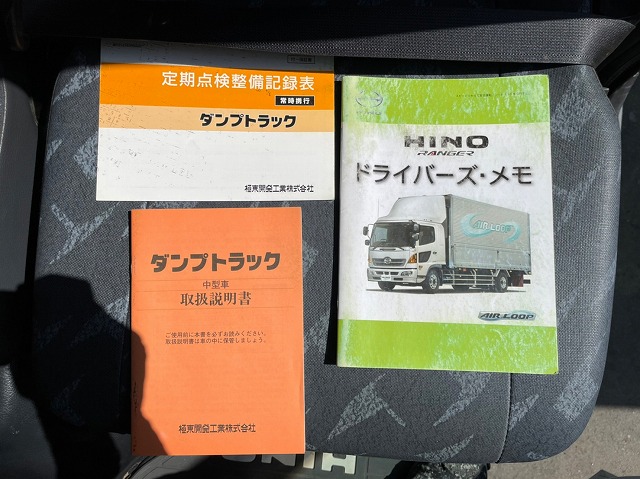 定期点検整備記録表
常時携行
ダンプトラック
極東開発工業株式会社
HINO
RANGER
ドライバーズ・メモ
AIR LOOP
AIR LOOP
ダンプトラック
中型車
取扱説明書
ご使用前に本書を必ずお読みください。
取扱説明書は車の中に保管しましょう。
極東開発工業株式会社
HINO